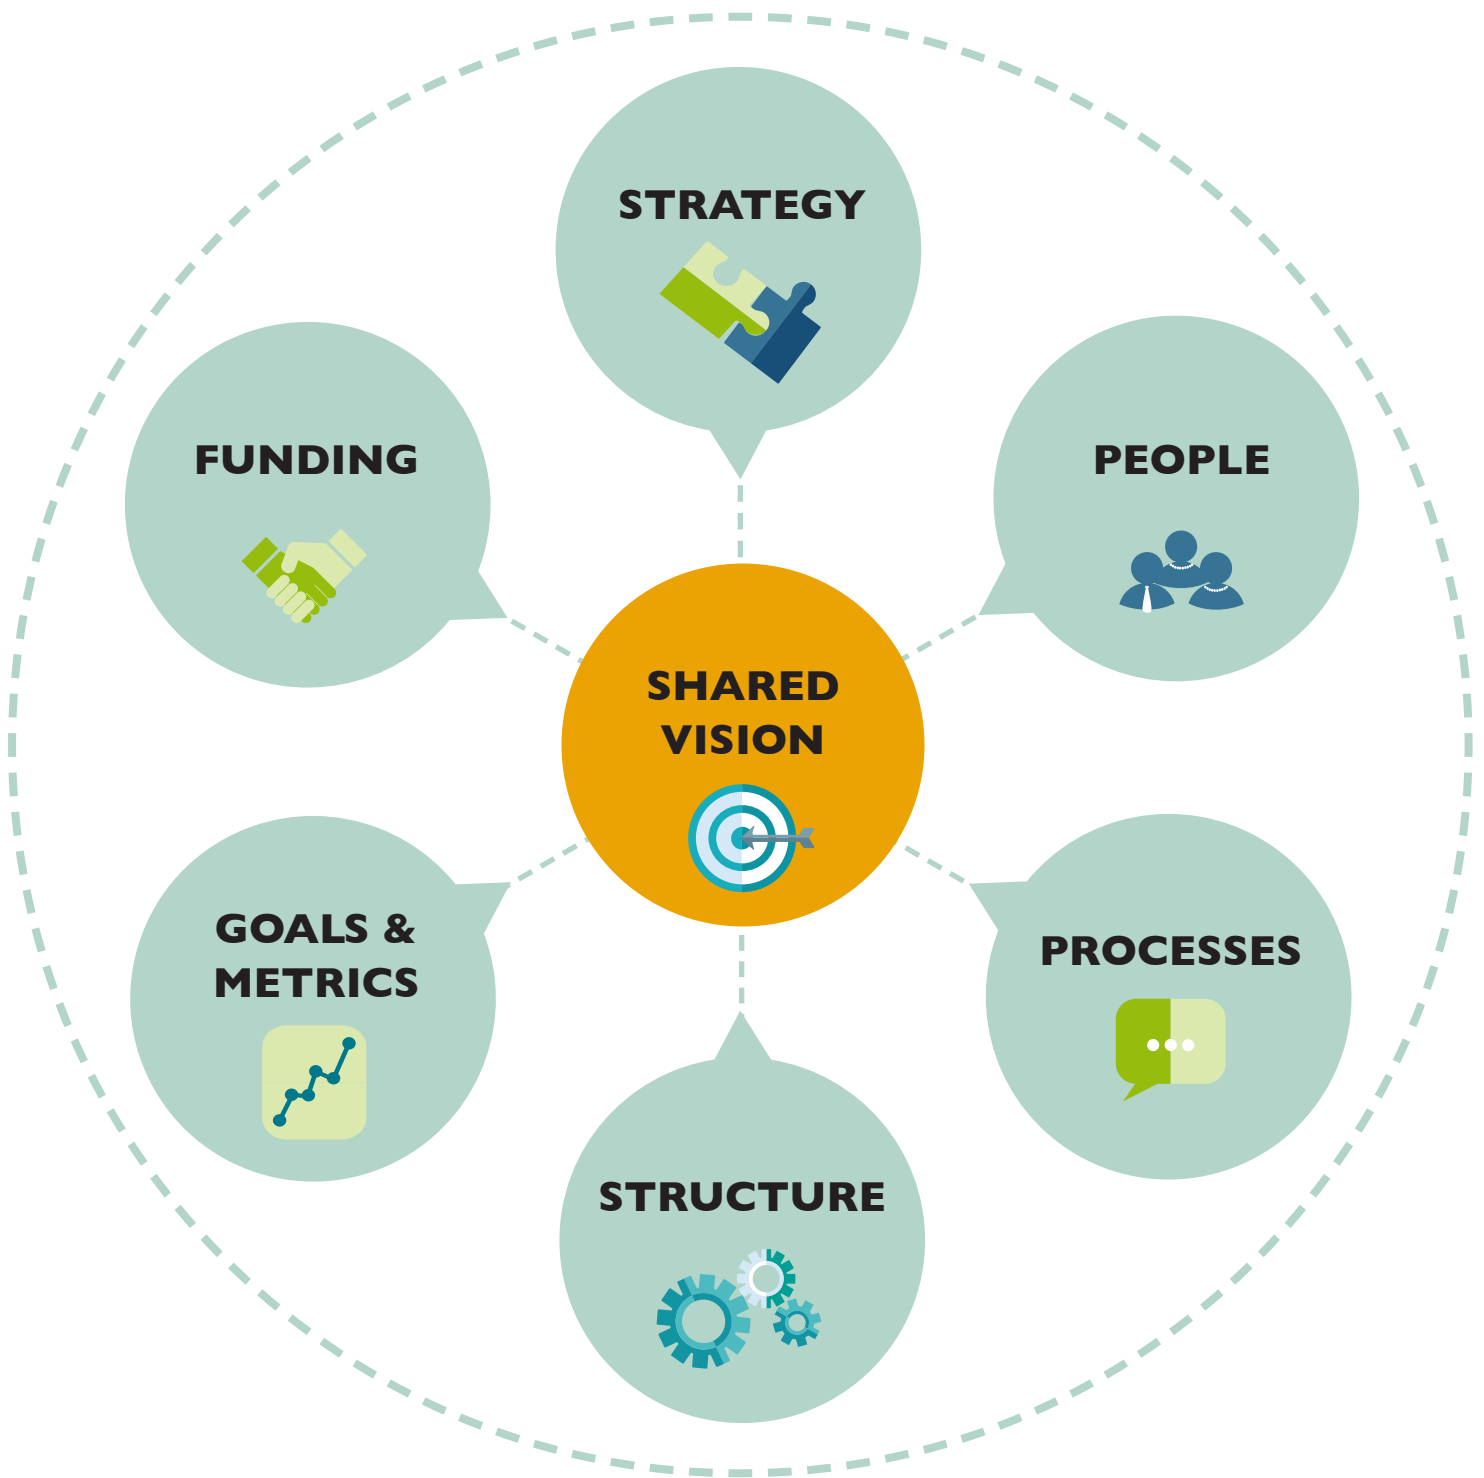 STRATEGY
FUNDING
PEOPLE
SHARED
VISION
GOALS &
METRICS
PROCESSES
STRUCTURE